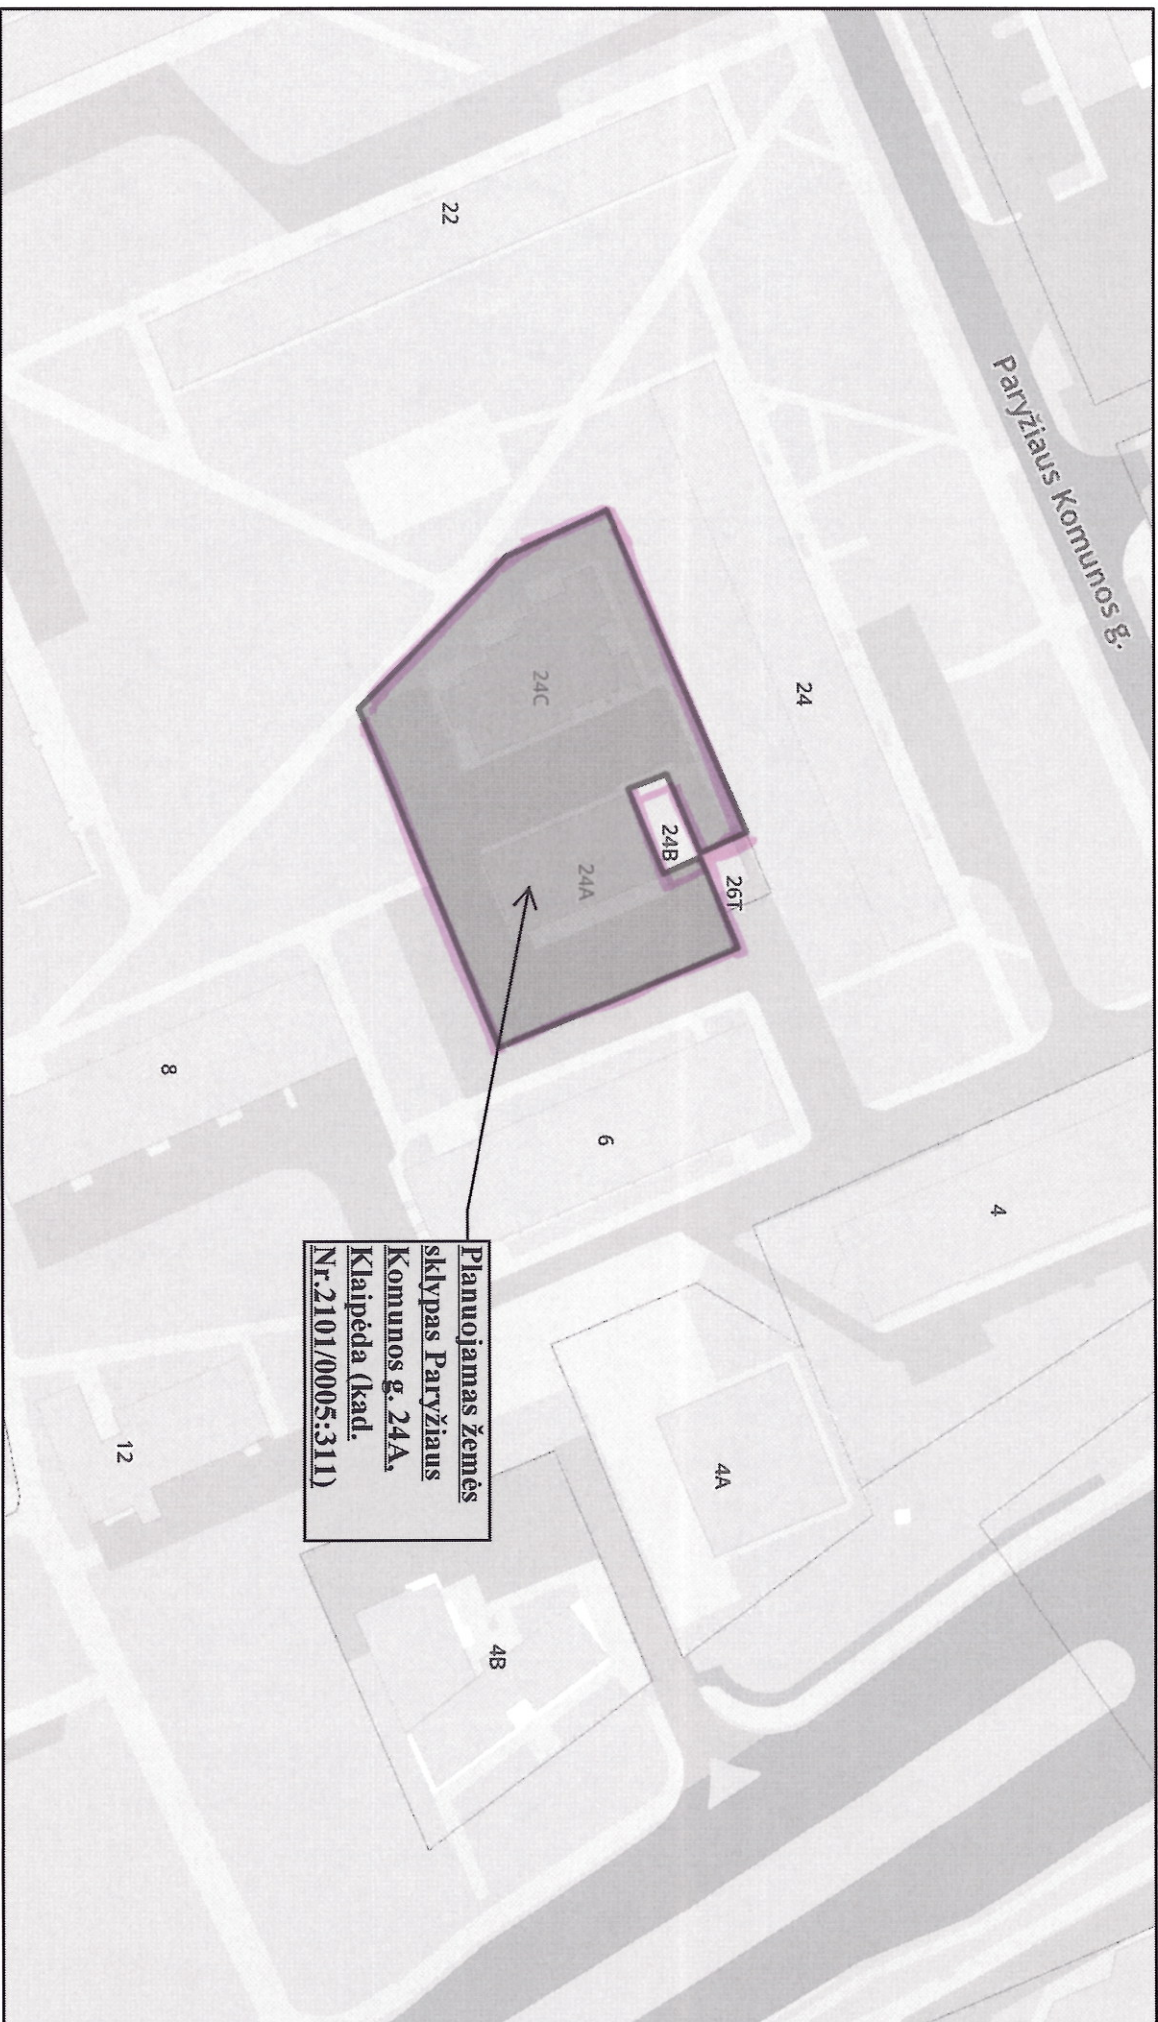 Paryžiaus Komunos g.
22
24
24C
24B
26T
24A
8
6
4
Planuojamas žemės
sklypas Paryžiaus
Komunos g. 24A,
Klaipėda (kad.
Nr.2101/0005:311)
4A
12
4B